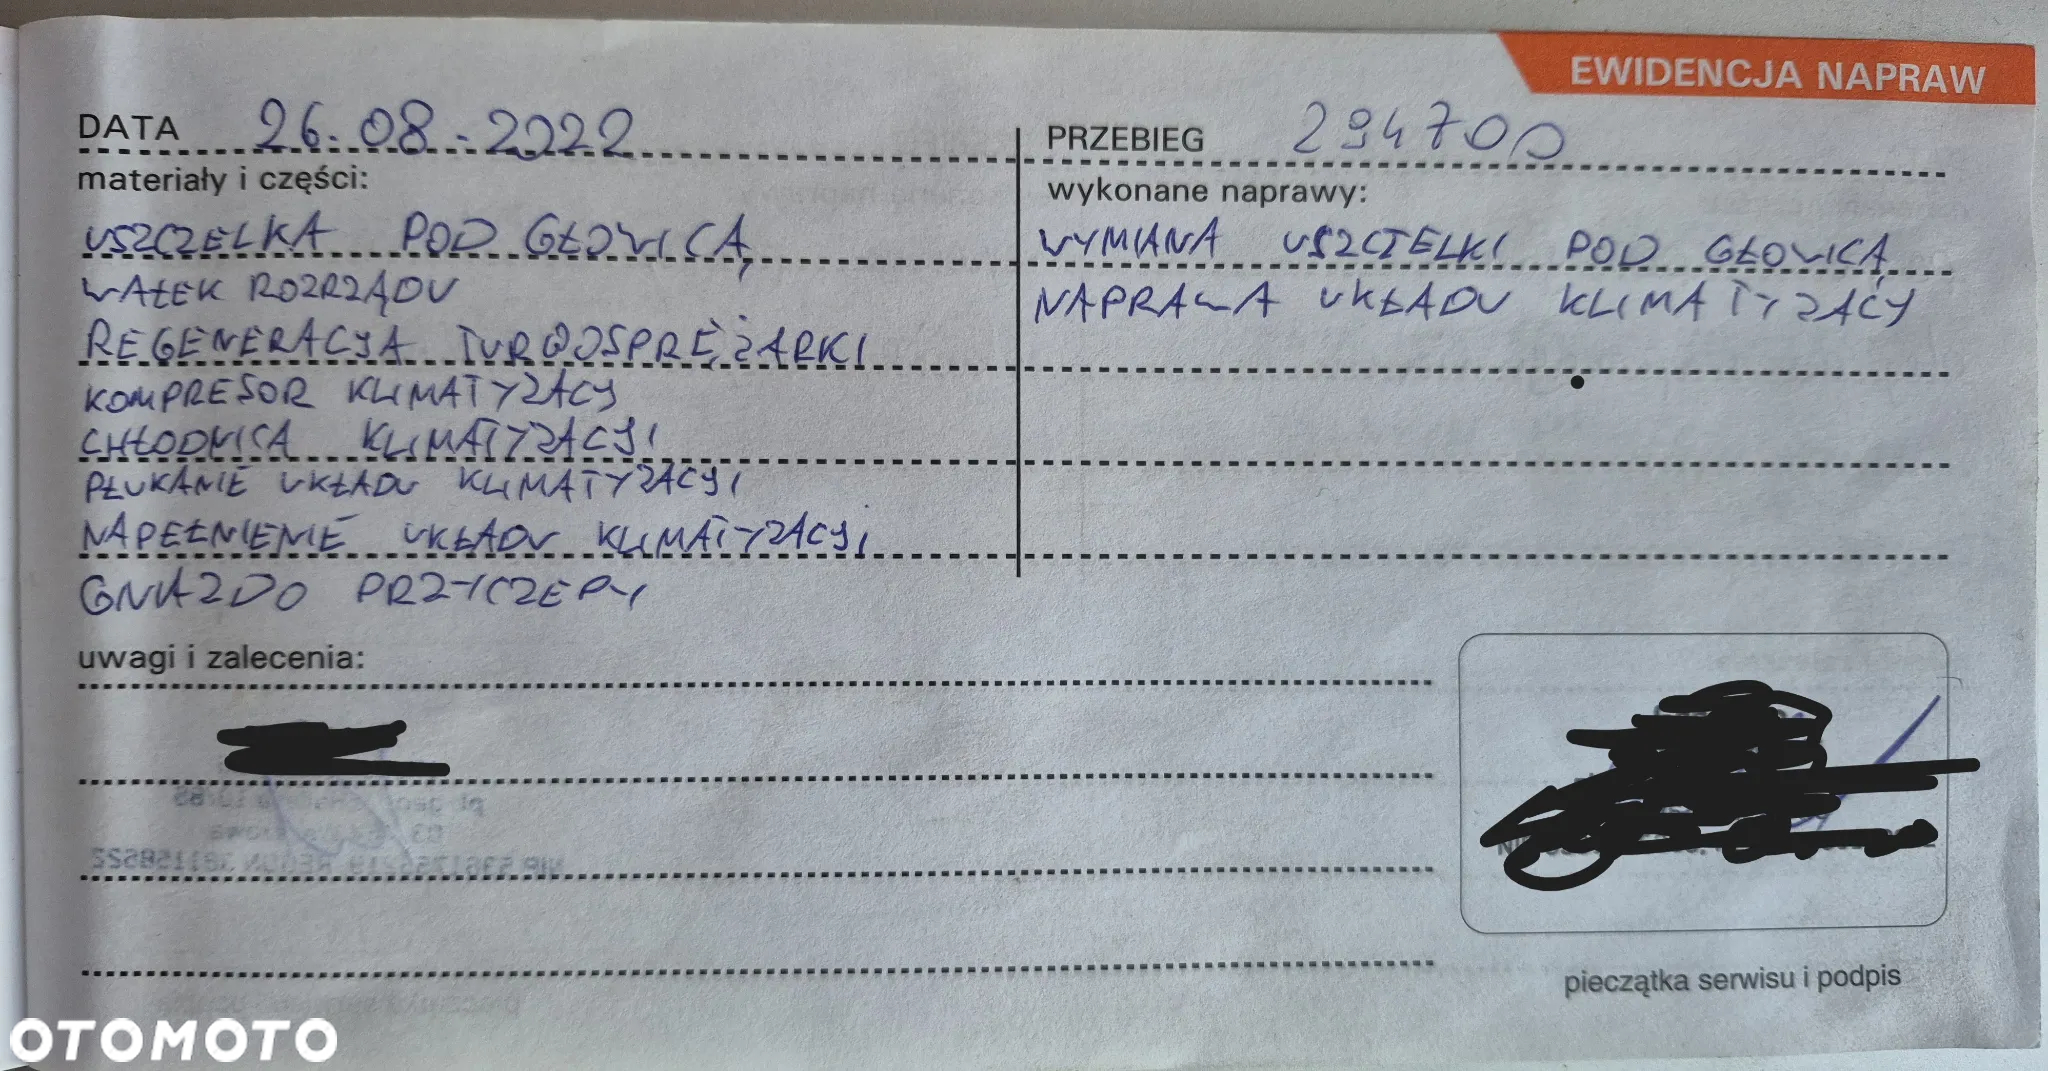 EWIDENCJA NAPRAW
DATA 26.08.2022
PRZEBIEG 294700
materiały i części:
USZCZELKA POD GŁOWICĄ
WAŁEK ROZRZĄDU
REGENERACJA TURBOSPRĘŻARKI
KOMPRESOR KLIMATYZACJ
CHŁODNICA KLIMATYZACJI
PŁUKANIE UKŁADU KLIMATYZACJI
NAPEŁNIENIE UKŁADU KLIMATYZACJI
GNIAZDO PRZYCZEPY
wykonane naprawy:
WYMIANA USZCZELKI POD GŁOWICĄ
NAPRAWA UKŁADU KLIMATYZACJ
uwagi i zalecenia:
pieczątka serwisu i podpis
OTOMOTO